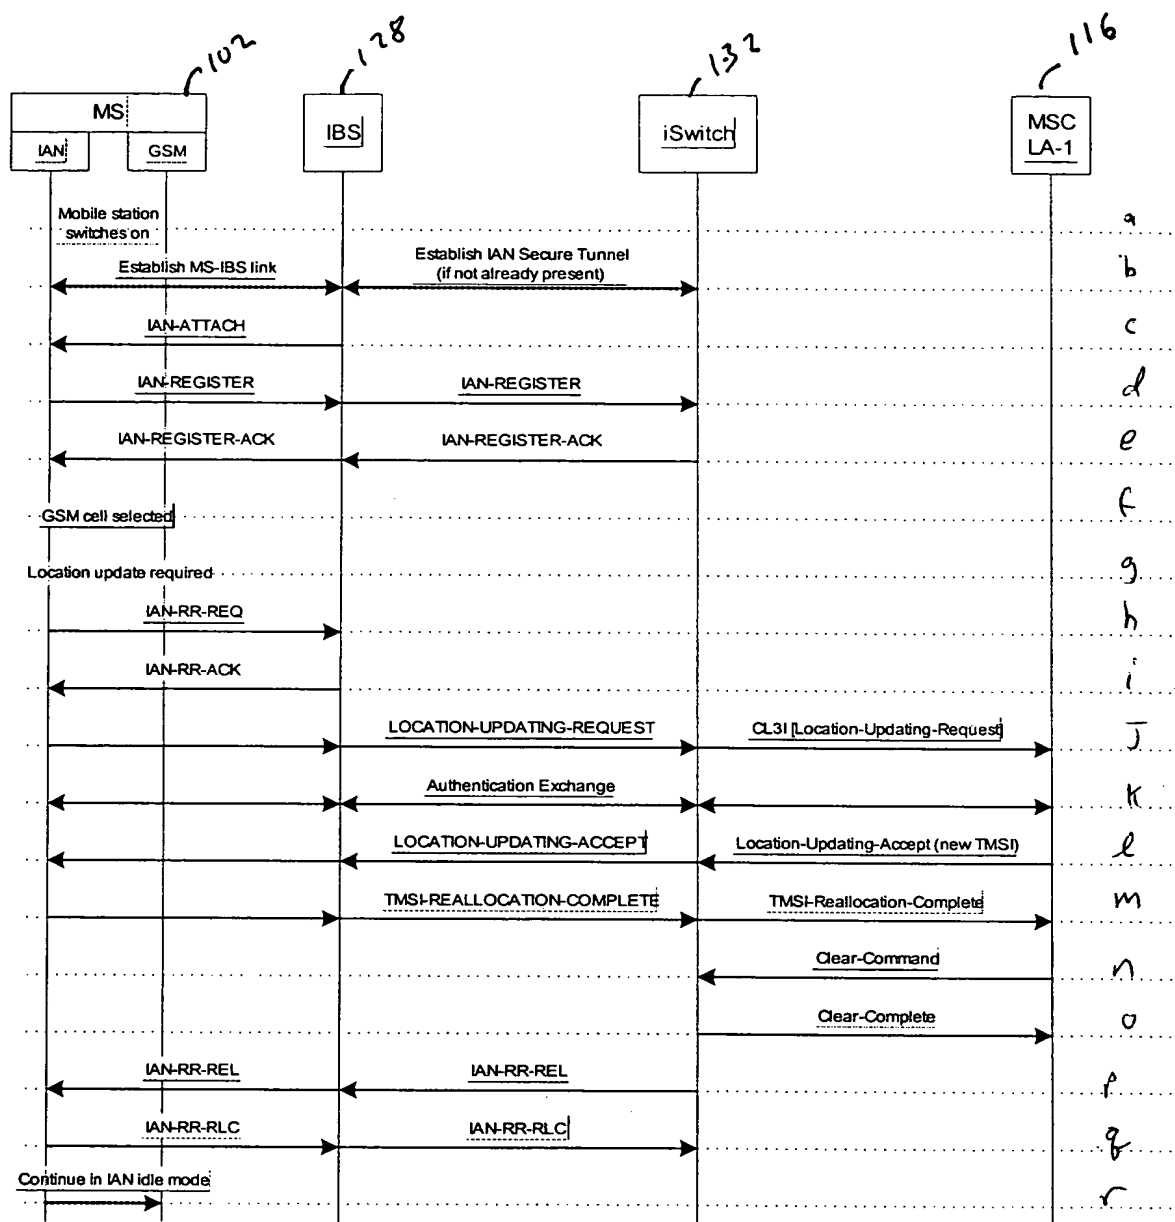 102
128
132
116
MS
IAN
GSM
IBS
iSwitch
MSC
LA-1
Mobile station
switches on
a
Establish MS-IBS link
Establish IAN Secure Tunnel
(if not already present)
b
IAN-ATTACH
c
IAN-REGISTER
IAN-REGISTER
d
IAN-REGISTER-ACK
IAN-REGISTER-ACK
e
GSM cell selected
f
Location update required
g
IAN-RR-REQ
h
IAN-RR-ACK
i
LOCATION-UPDATING-REQUEST
CL3I [Location-Updating-Request]
J
Authentication Exchange
K
LOCATION-UPDATING-ACCEPT
Location-Updating-Accept (new TMSI)
l
TMSI-REALLOCATION-COMPLETE
TMSI-Reallocation-Complete
m
Clear-Command
n
Clear-Complete
o
IAN-RR-REL
IAN-RR-REL
p
IAN-RR-RLC
IAN-RR-RLC
q
Continue in IAN idle mode
r